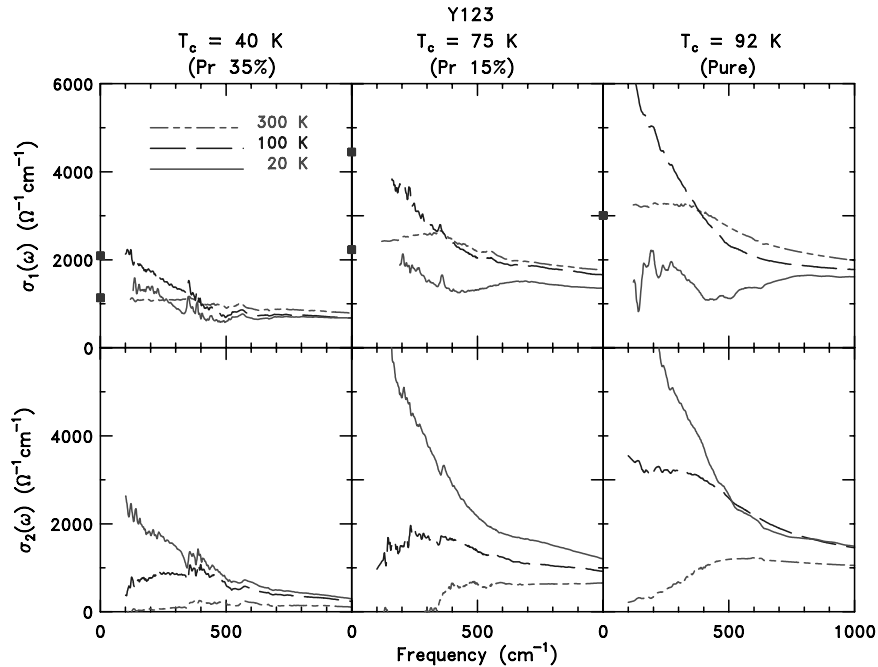 Y123
T_c = 40 K
(Pr 35%)
T_c = 75 K
(Pr 15%)
T_c = 92 K
(Pure)
6000
4000
2000
0
σ₁(ω) (Ω⁻¹cm⁻¹)
300 K
100 K
20 K
4000
2000
0
σ₂(ω) (Ω⁻¹cm⁻¹)
0 500 0 500 0 500 1000
Frequency (cm⁻¹)